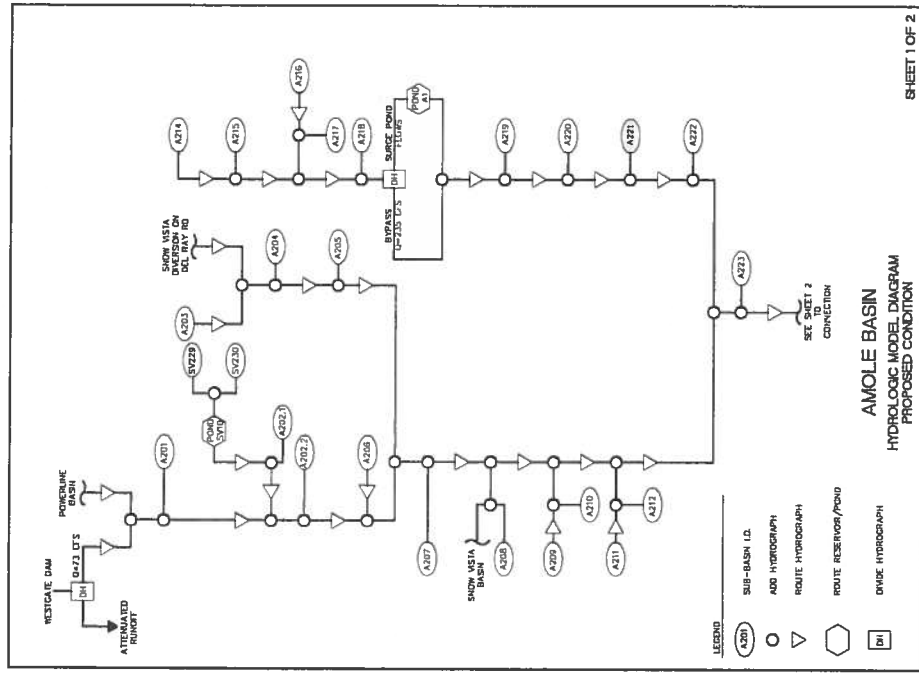 WESTGATE DAM
POWERLINE
BASIN
DH
Q=73 CFS
ATTENUATED
RUNOFF
A201
SV229
SV230
POND
SV10
A202.1
A202.2
A206
A203
SNOW VISTA
DIVERSION ON
DEL RAY RD
A204
A205
A214
A215
A216
A217
A218
DH
BYPASS
Q=235 CFS
SURGE POND
FLOWS
POND
A1
A219
A220
A221
A222
A207
SNOW VISTA
BASIN
A208
A209
A210
A211
A212
A223
SEE SHEET 2
TO
CONNECTION
LEGEND
A201
SUB-BASIN I.D.
ADD HYDROGRAPH
ROUTE HYDROGRAPH
ROUTE RESERVOIR/POND
DH
DIVIDE HYDROGRAPH
AMOLE BASIN
HYDROLOGIC MODEL DIAGRAM
PROPOSED CONDITION
SHEET 1 OF 2